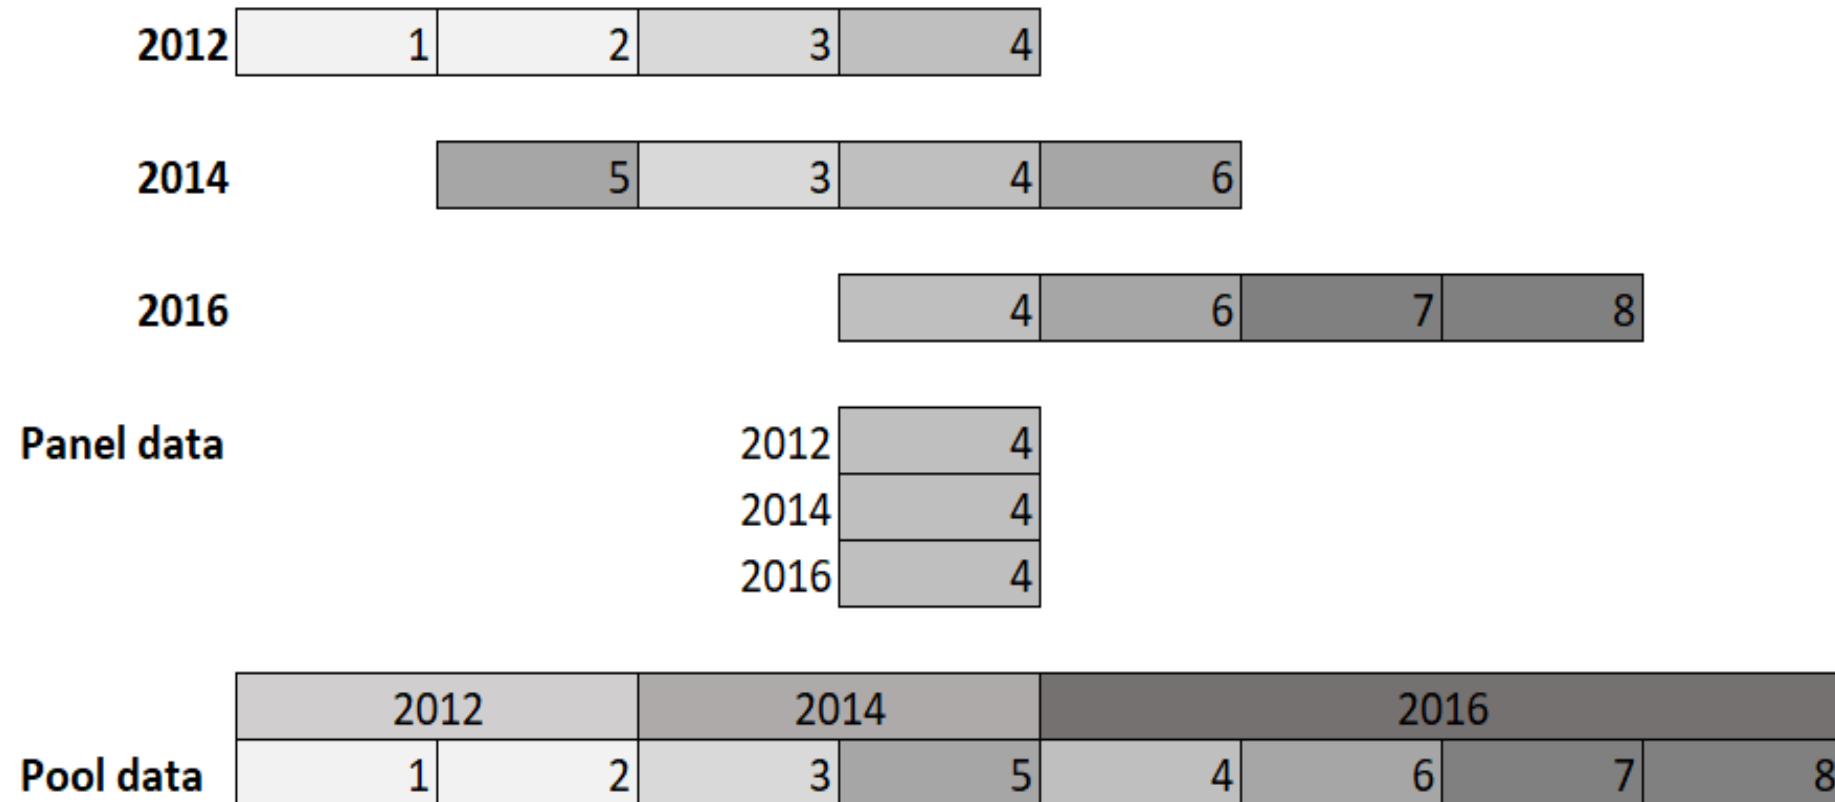 2012 1 2 3 4
2014 5 3 4 6
2016 4 6 7 8
Panel data 2012 4
2014 4
2016 4
2012 2014 2016
Pool data 1 2 3 5 4 6 7 8